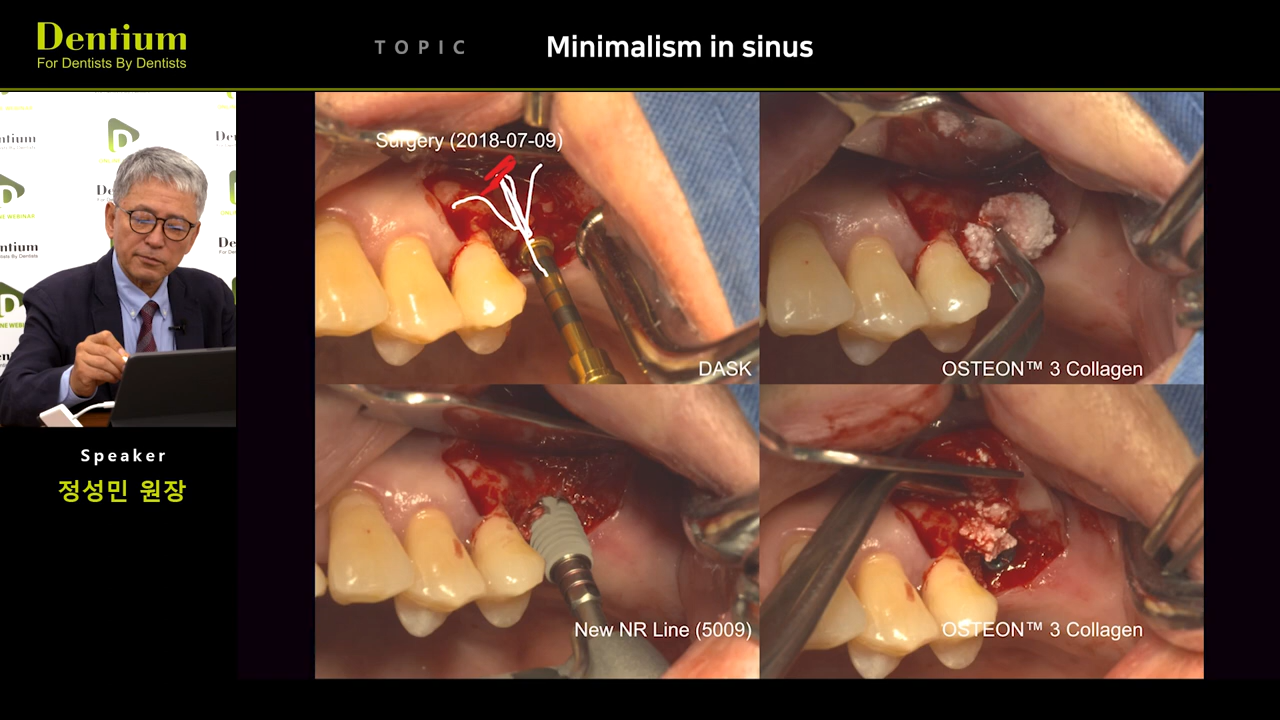 Dentium
For Dentists By Dentists
TOPIC
Minimalism in sinus
Surgery (2018-07-09)
DASK
OSTEON™ 3 Collagen
New NR Line (5009)
OSTEON™ 3 Collagen
Speaker
정성민 원장